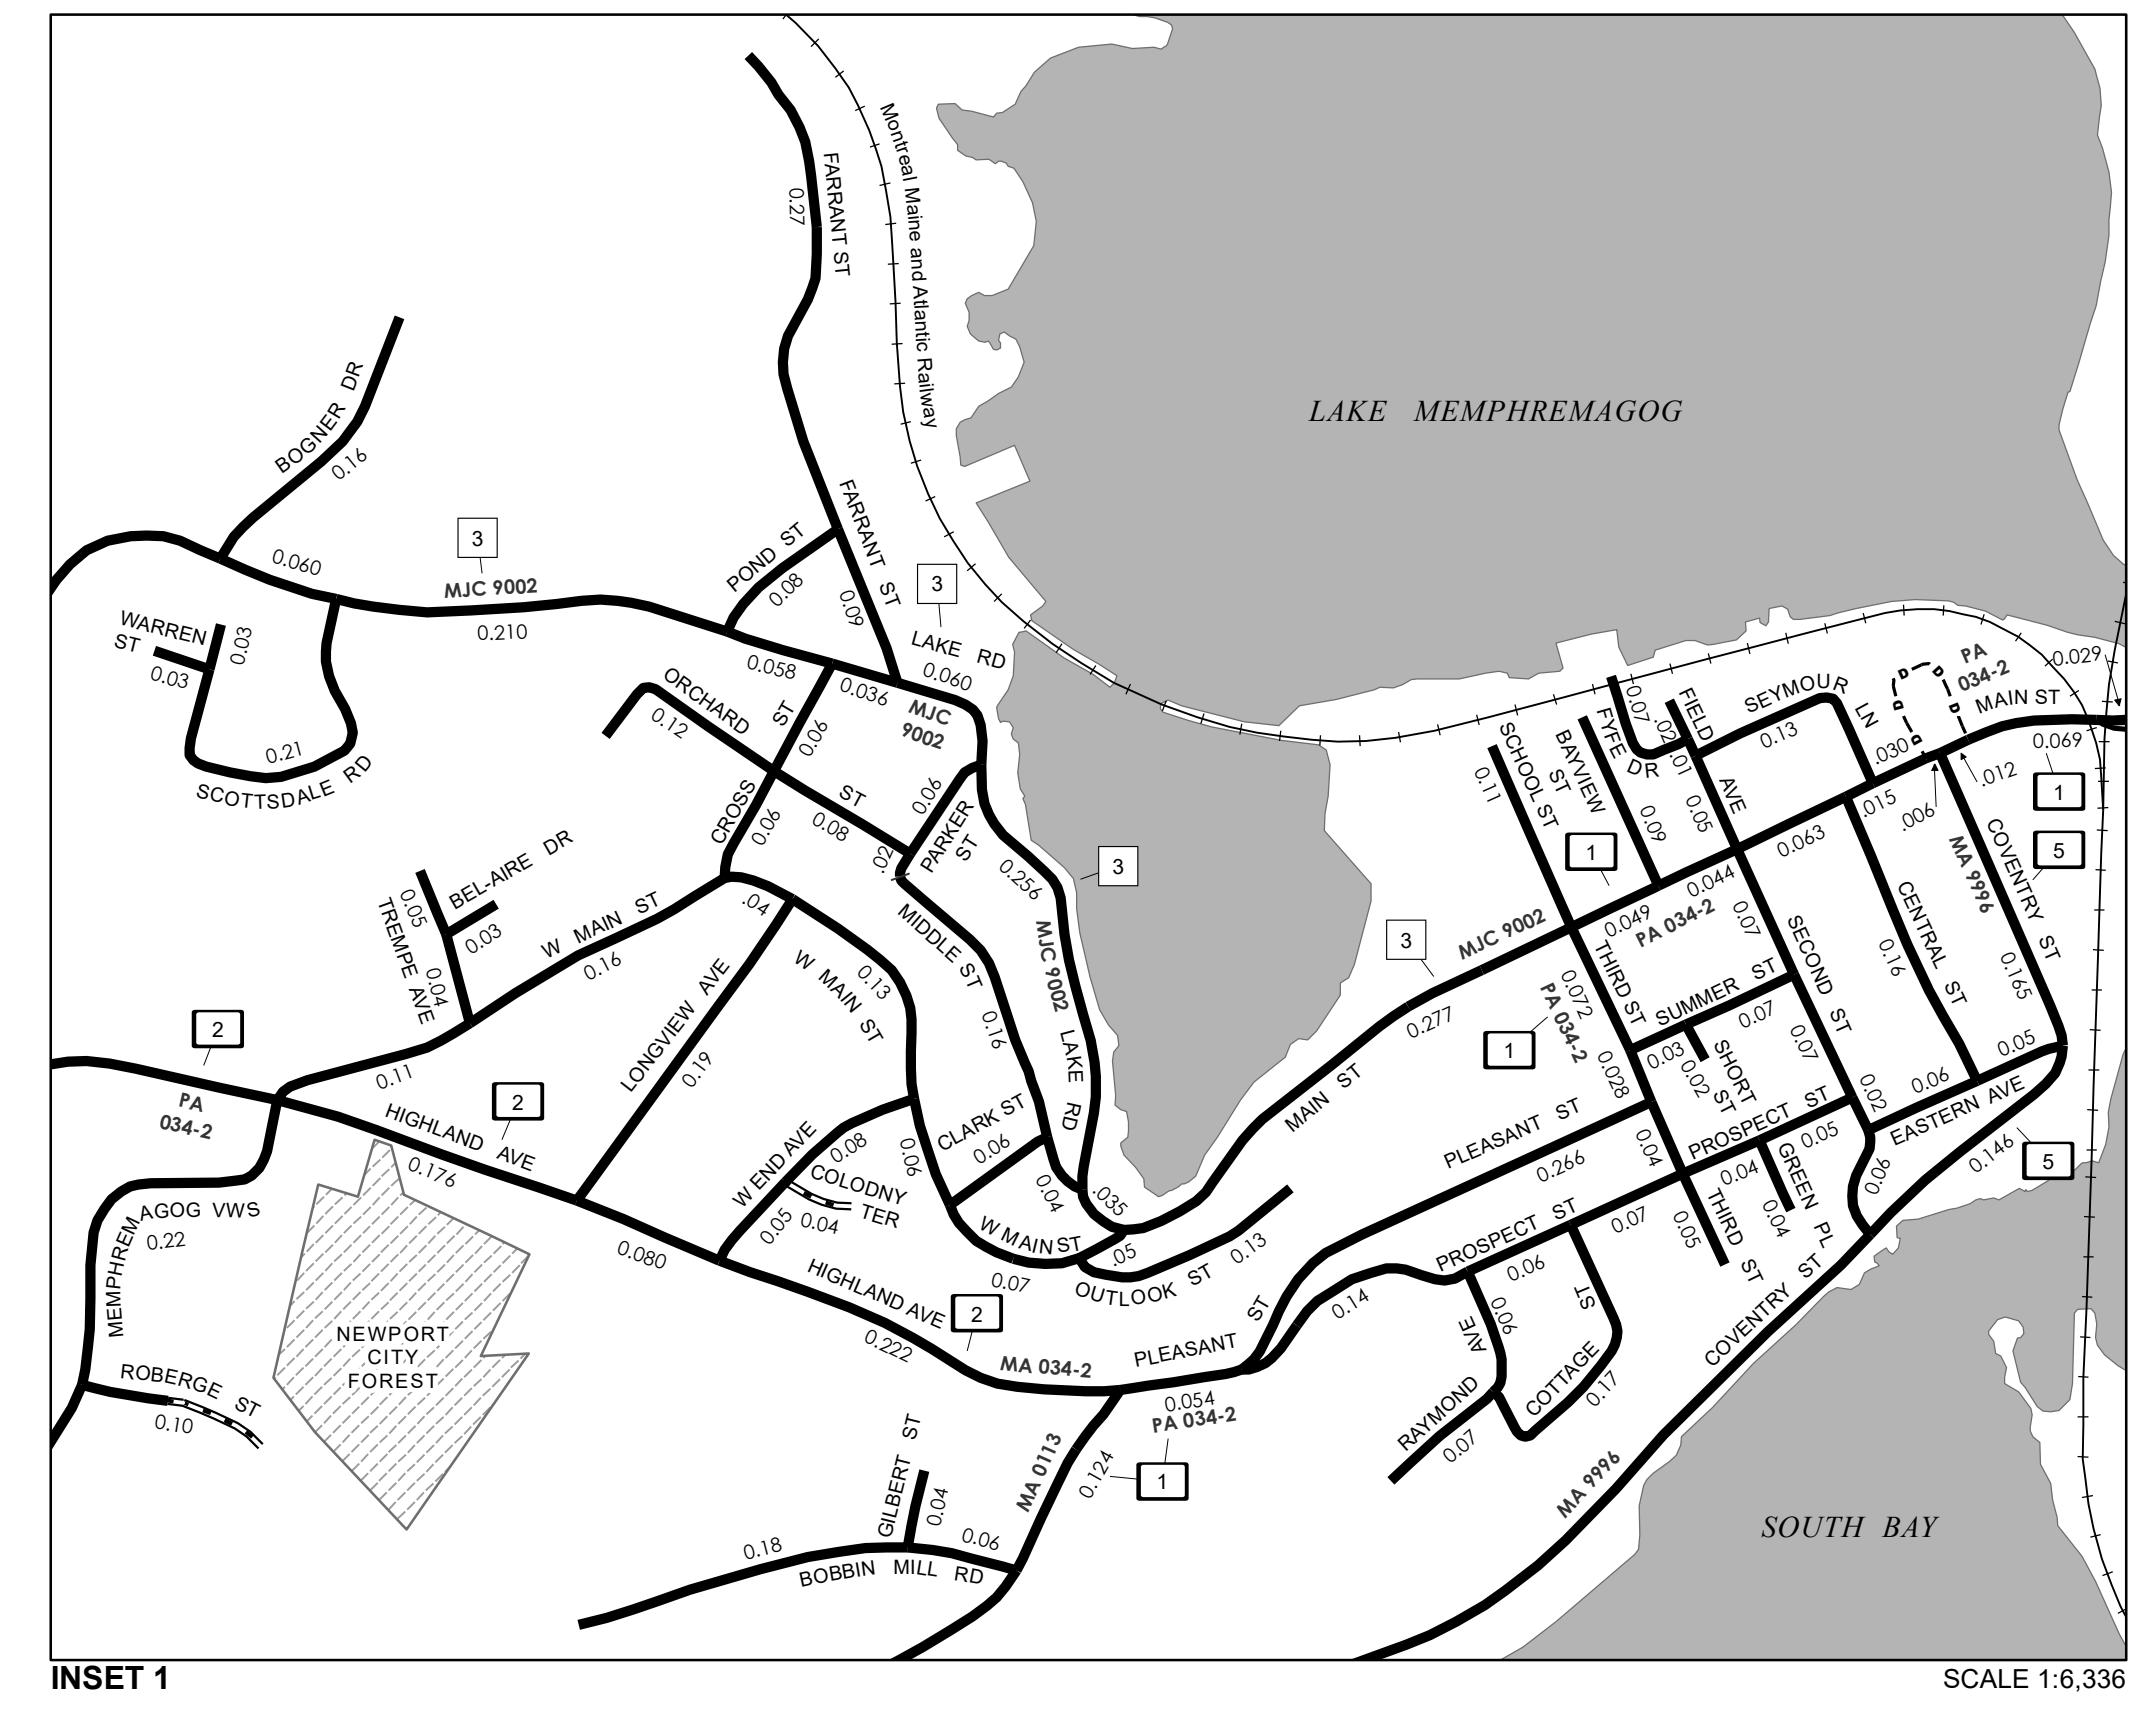 FARRANT ST
0.27
Montreal Maine and Atlantic Railway
LAKE MEMPHREMAGOG
BOGNER DR
0.16
3
0.060
MJC 9002
0.210
WARREN
ST
0.03
0.03
0.21
SCOTTSDALE RD
POND ST
0.08
FARRANT ST
0.09
3
LAKE RD
0.060
0.058
0.036
MJC
9002
ORCHARD
ST
0.12
0.08
CROSS
ST
0.06
0.06
0.06
PARKER
ST
.02
0.256
3
MJC 9002
LAKE RD
BEL-AIRE DR
0.03
TREMPE AVE
0.05
0.04
W MAIN ST
0.16
.04
0.11
W MAIN ST
0.13
MIDDLE ST
0.16
LONGVIEW AVE
0.19
2
PA
034-2
2
HIGHLAND AVE
0.176
0.080
W END AVE
0.08
0.05
COLODNY
TER
0.04
0.06
CLARK ST
0.06
0.04
.035
W MAIN ST
0.07
.05
OUTLOOK ST
0.13
HIGHLAND AVE
0.222
2
MA 034-2
MEMPHREM
AGOG VWS
0.22
ROBERGE ST
0.10
NEWPORT
CITY
FOREST
PLEASANT ST
0.054
PA 034-2
1
MA 0113
0.124
GILBERT ST
0.04
0.18
0.06
BOBBIN MILL RD
3
MJC 9002
0.277
MAIN ST
SCHOOL ST
0.11
BAYVIEW
ST
0.09
FYFE
DR
0.07
.02
.01
FIELD
AVE
0.05
SEYMOUR
LN
0.13
D
D
D
D
D
PA
034-2
MAIN ST
0.029
0.069
1
.030
.012
.015
.006
0.063
0.044
0.049
PA 034-2
1
MA 9996
COVENTRY ST
5
0.165
CENTRAL ST
0.16
SECOND ST
0.07
0.07
0.02
THIRD ST
0.072
PA 034-2
1
0.028
SUMMER ST
0.03
0.07
SHORT
ST
0.02
PLEASANT ST
0.266
0.04
PROSPECT ST
0.04
0.05
GREEN PL
0.04
THIRD ST
0.05
EASTERN AVE
0.06
0.05
0.146
5
0.06
PROSPECT ST
0.14
0.06
0.07
RAYMOND
AVE
0.06
0.07
COTTAGE
ST
0.17
COVENTRY ST
MA 9996
SOUTH BAY
INSET 1
SCALE 1:6,336